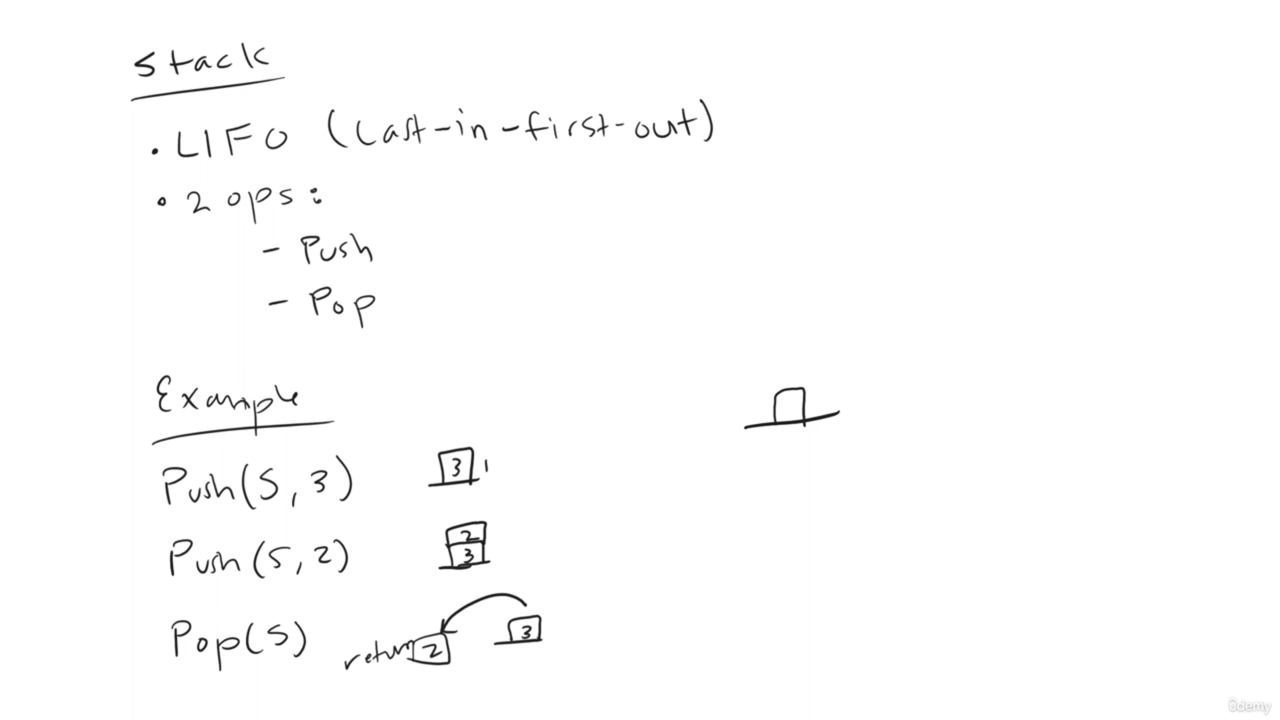 Stack
• LIFO (Last-in-first-out)
• 2 ops:
- Push
- Pop
Example
Push(S, 3) 3
Push(S, 2) 2
3
Pop(S) return 2 3
ûdemy